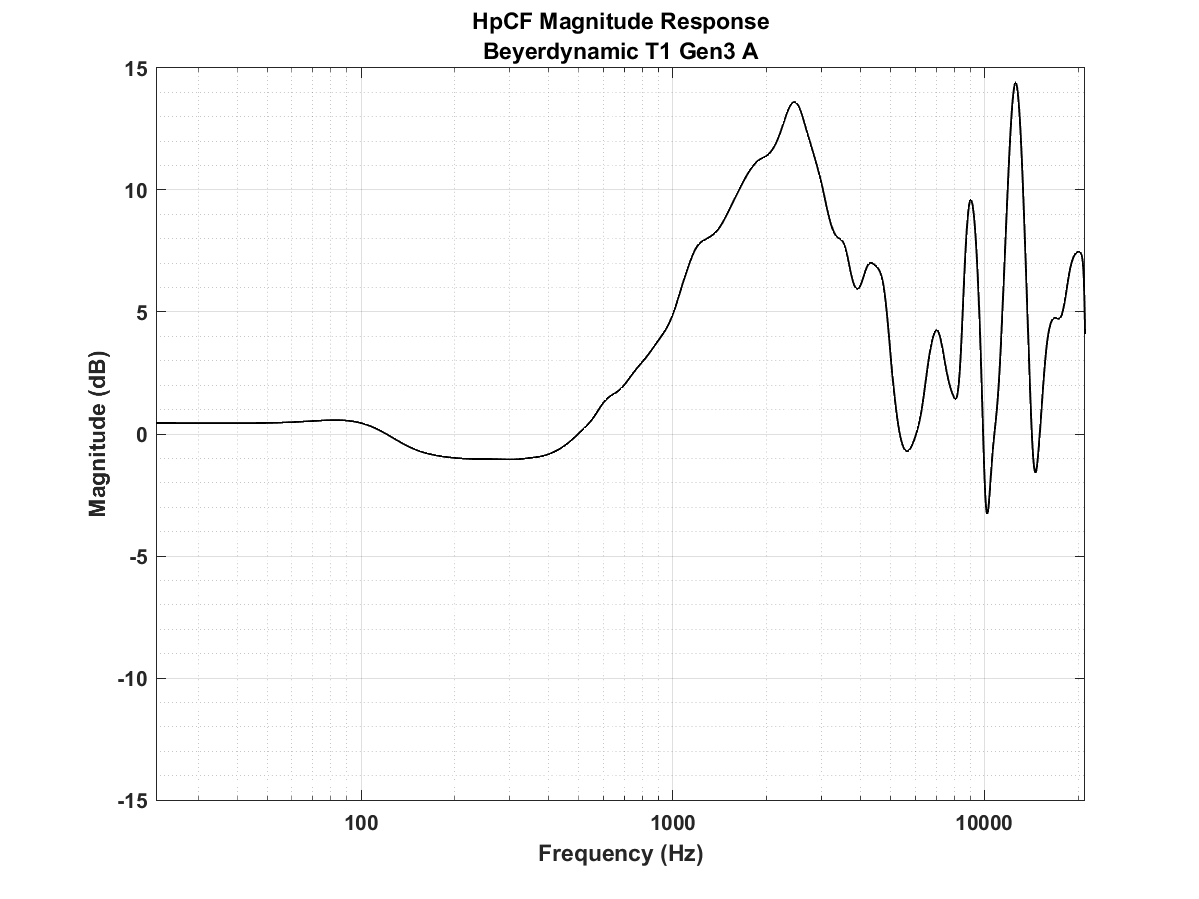 HpCF Magnitude Response
Beyerdynamic T1 Gen3 A
15
10
5
0
-5
-10
-15
Magnitude (dB)
100 1000 10000
Frequency (Hz)